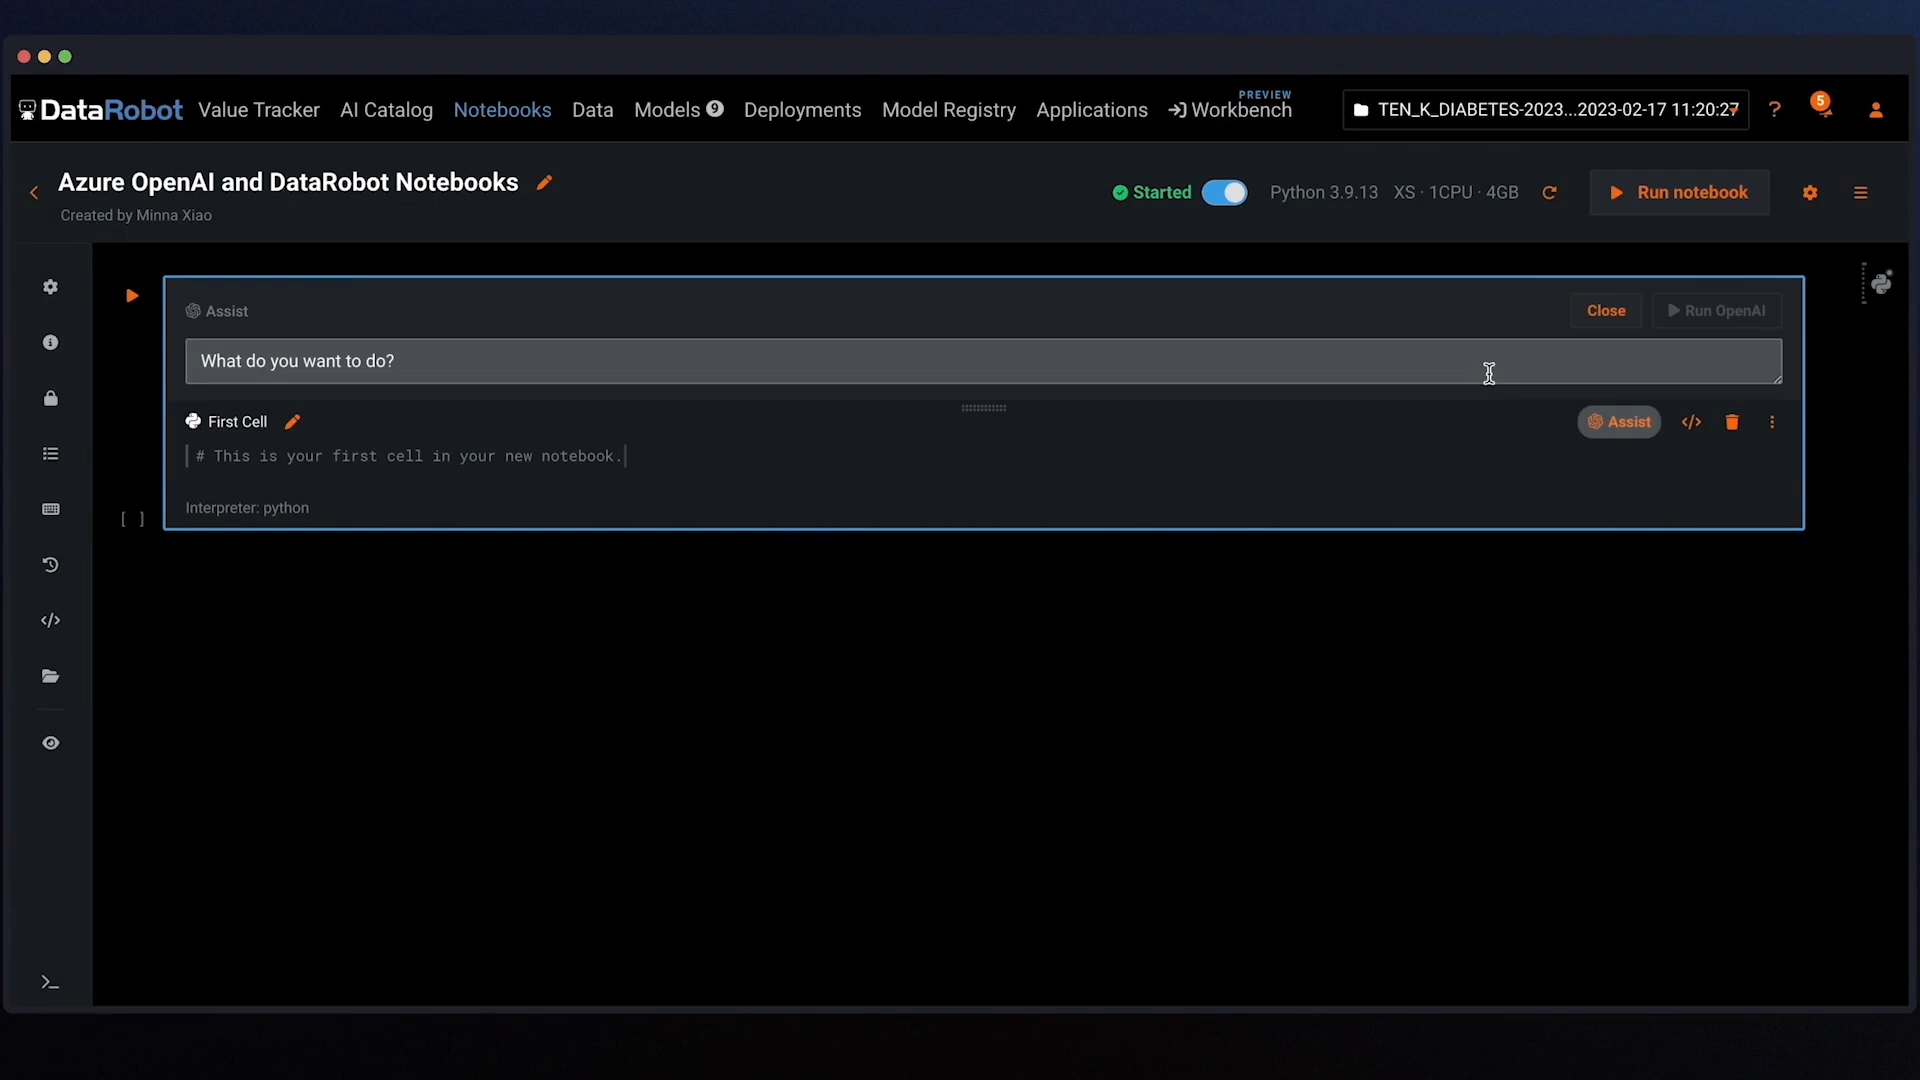 DataRobot Value Tracker AI Catalog Notebooks Data Models 9 Deployments Model Registry Applications Workbench PREVIEW TEN_K_DIABETES-2023...2023-02-17 11:20:27 ? 5
Azure OpenAI and DataRobot Notebooks
Created by Minna Xiao
Started Python 3.9.13 XS · 1CPU · 4GB Run notebook
Assist Close Run OpenAI
What do you want to do?
First Cell Assist </>
# This is your first cell in your new notebook.
Interpreter: python
[ ]